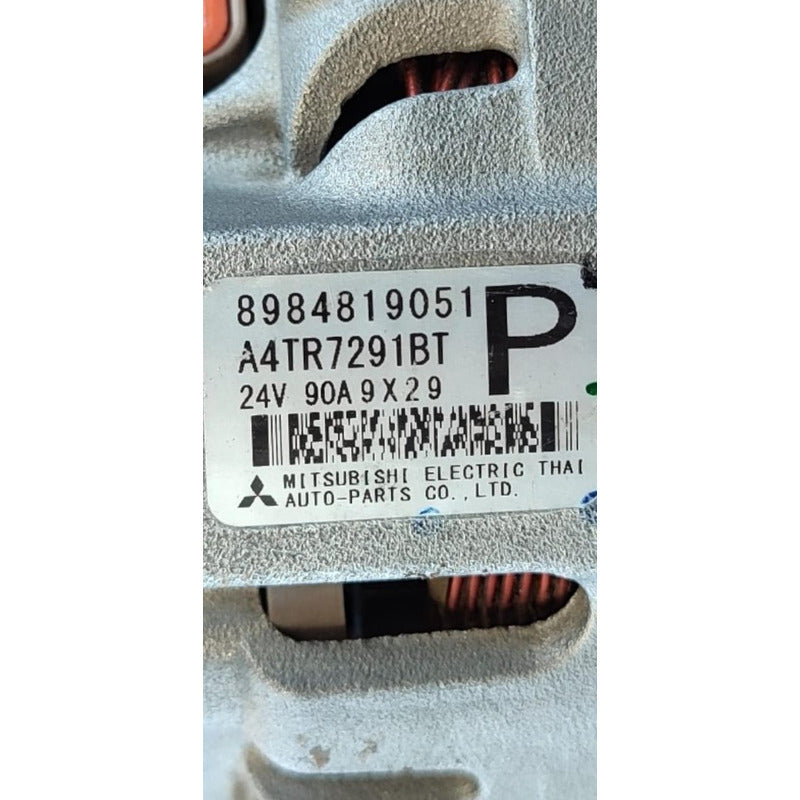 8984819051
P
A4TR7291BT
24V 90A 9X29
MITSUBISHI ELECTRIC THAI
AUTO-PARTS CO.,LTD.